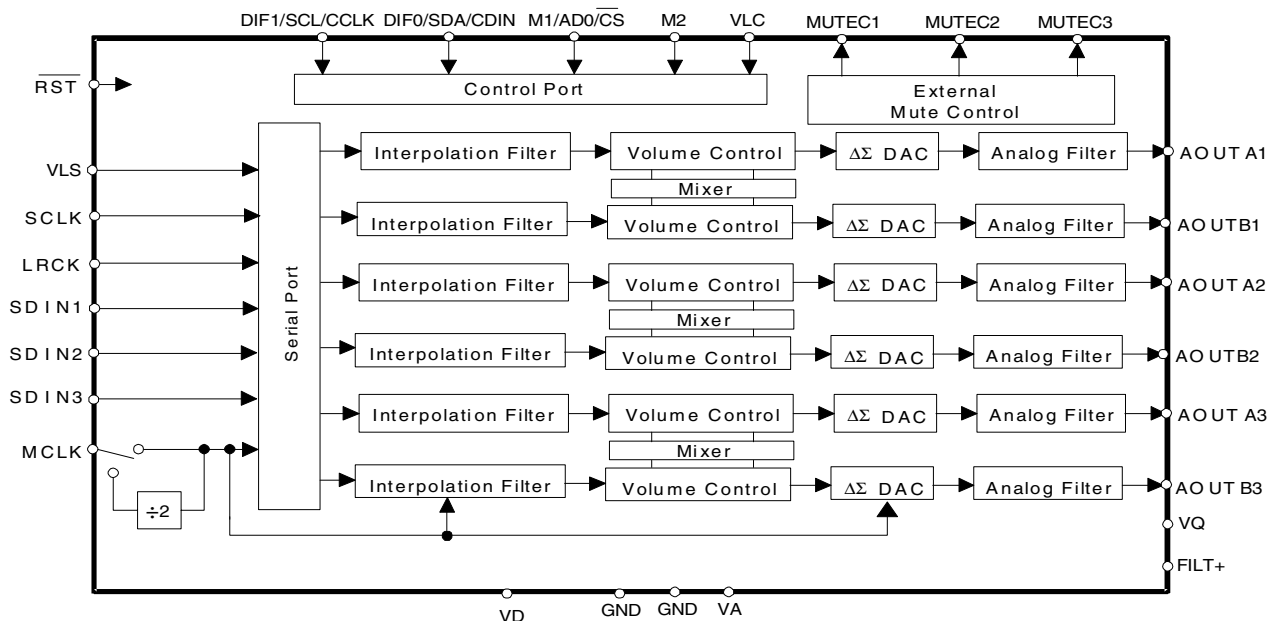 DIF1/SCL/CCLK DIF0/SDA/CDIN M1/AD0/CS M2 VLC MUTEC1 MUTEC2 MUTEC3
RST
Control Port
External
Mute Control
Interpolation Filter Volume Control ΔΣ DAC Analog Filter AOUTA1
VLS
Mixer
SCLK
Interpolation Filter Volume Control ΔΣ DAC Analog Filter AOUTB1
LRCK
Serial Port
Interpolation Filter Volume Control ΔΣ DAC Analog Filter AOUTA2
SDIN1
Mixer
SDIN2
Interpolation Filter Volume Control ΔΣ DAC Analog Filter AOUTB2
SDIN3
Interpolation Filter Volume Control ΔΣ DAC Analog Filter AOUTA3
MCLK
Mixer
Interpolation Filter Volume Control ΔΣ DAC Analog Filter AOUTB3
÷2
VQ
FILT+
VD GND GND VA